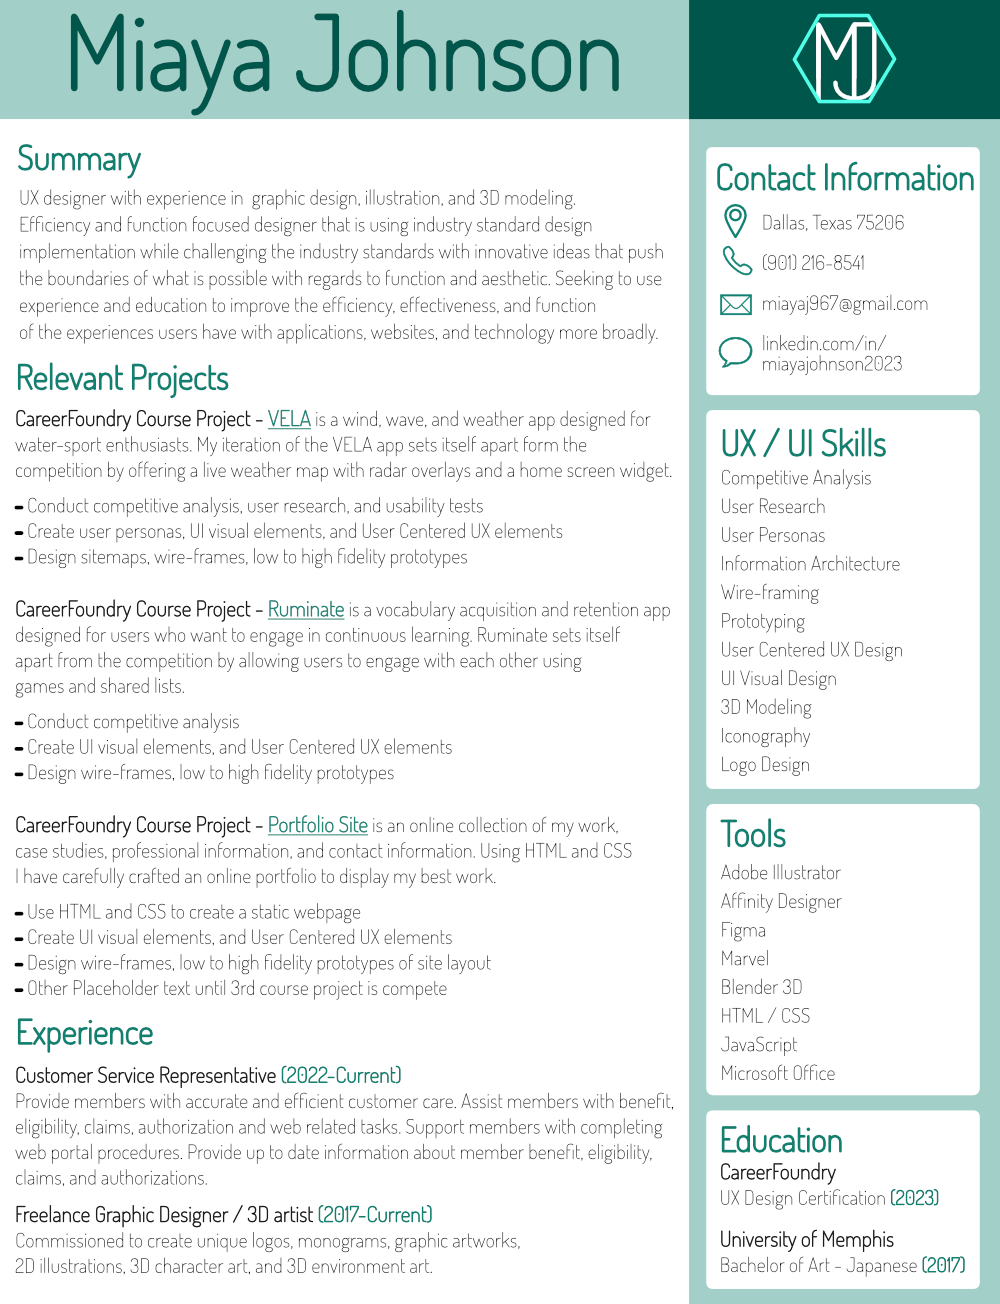 Miaya Johnson
MJ
Summary
UX designer with experience in graphic design, illustration, and 3D modeling.
Efficiency and function focused designer that is using industry standard design
implementation while challenging the industry standards with innovative ideas that push
the boundaries of what is possible with regards to function and aesthetic. Seeking to use
experience and education to improve the efficiency, effectiveness, and function
of the experiences users have with applications, websites, and technology more broadly.
Relevant Projects
CareerFoundry Course Project - VELA is a wind, wave, and weather app designed for
water-sport enthusiasts. My iteration of the VELA app sets itself apart form the
competition by offering a live weather map with radar overlays and a home screen widget.
- Conduct competitive analysis, user research, and usability tests
- Create user personas, UI visual elements, and User Centered UX elements
- Design sitemaps, wire-frames, low to high fidelity prototypes
CareerFoundry Course Project - Ruminate is a vocabulary acquisition and retention app
designed for users who want to engage in continuous learning. Ruminate sets itself
apart from the competition by allowing users to engage with each other using
games and shared lists.
- Conduct competitive analysis
- Create UI visual elements, and User Centered UX elements
- Design wire-frames, low to high fidelity prototypes
CareerFoundry Course Project - Portfolio Site is an online collection of my work,
case studies, professional information, and contact information. Using HTML and CSS
I have carefully crafted an online portfolio to display my best work.
- Use HTML and CSS to create a static webpage
- Create UI visual elements, and User Centered UX elements
- Design wire-frames, low to high fidelity prototypes of site layout
- Other Placeholder text until 3rd course project is compete
Experience
Customer Service Representative (2022-Current)
Provide members with accurate and efficient customer care. Assist members with benefit,
eligibility, claims, authorization and web related tasks. Support members with completing
web portal procedures. Provide up to date information about member benefit, eligibility,
claims, and authorizations.
Freelance Graphic Designer / 3D artist (2017-Current)
Commissioned to create unique logos, monograms, graphic artworks,
2D illustrations, 3D character art, and 3D environment art.
Contact Information
Dallas, Texas 75206
(901) 216-8541
miayaj967@gmail.com
linkedin.com/in/
miayajohnson2023
UX / UI Skills
Competitive Analysis
User Research
User Personas
Information Architecture
Wire-framing
Prototyping
User Centered UX Design
UI Visual Design
3D Modeling
Iconography
Logo Design
Tools
Adobe Illustrator
Affinity Designer
Figma
Marvel
Blender 3D
HTML / CSS
JavaScript
Microsoft Office
Education
CareerFoundry
UX Design Certification (2023)
University of Memphis
Bachelor of Art - Japanese (2017)